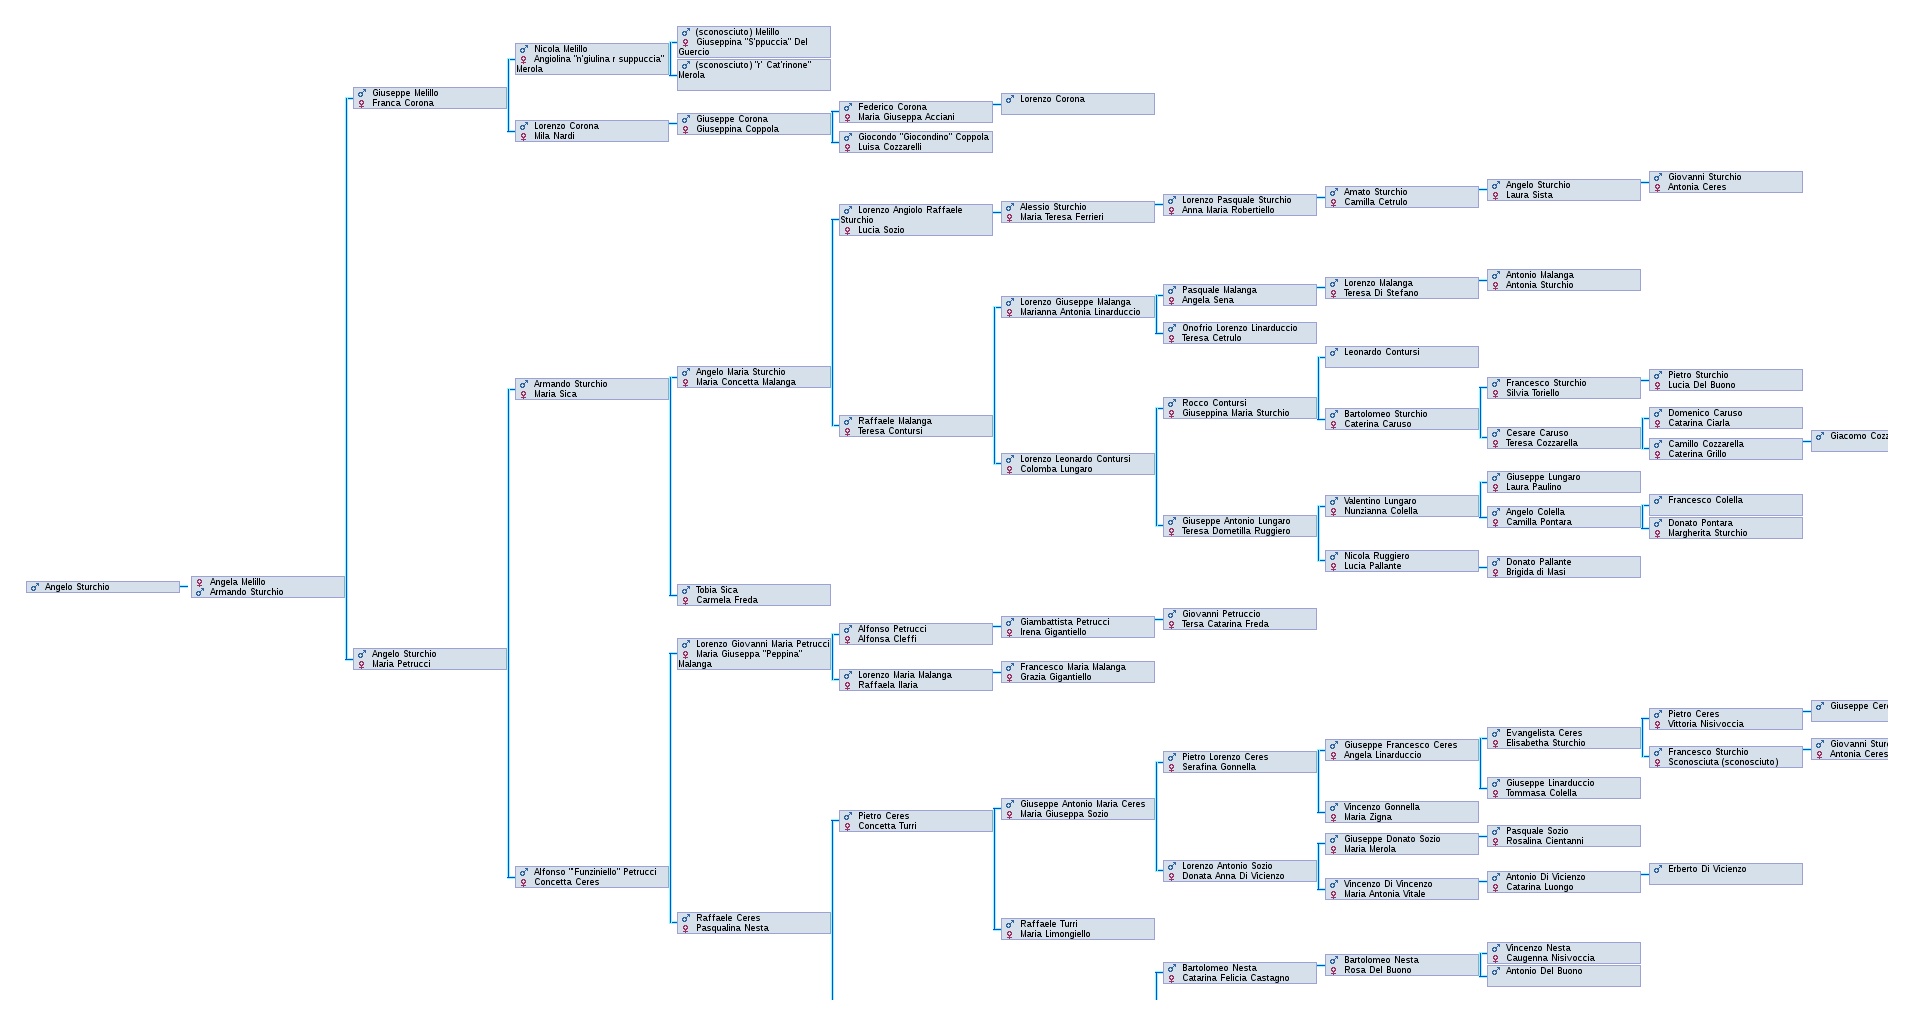 Angelo Sturchio
Angela Melillo
Armando Sturchio
Giuseppe Melillo
Franca Corona
Angelo Sturchio
Maria Petrucci
Nicola Melillo
Angiolina "n'giulina r suppuccia"
Merola
Lorenzo Corona
Mila Nardi
Armando Sturchio
Maria Sica
Alfonso '"Funziniello" Petrucci
Concetta Ceres
(sconosciuto) Melillo
Giuseppina "S'ppuccia" Del
Guercio
(sconosciuto) "r' Cat'rinone"
Merola
Giuseppe Corona
Giuseppina Coppola
Angelo Maria Sturchio
Maria Concetta Malanga
Tobia Sica
Carmela Freda
Lorenzo Giovanni Maria Petrucci
Maria Giuseppa "Peppina"
Malanga
Raffaele Ceres
Pasqualina Nesta
Federico Corona
Maria Giuseppa Acciani
Giocondo "Giocondino" Coppola
Luisa Cozzarelli
Lorenzo Angiolo Raffaele
Sturchio
Lucia Sozio
Raffaele Malanga
Teresa Contursi
Alfonso Petrucci
Alfonsa Cleffi
Lorenzo Maria Malanga
Raffaela Ilaria
Pietro Ceres
Concetta Turri
Lorenzo Corona
Alessio Sturchio
Maria Teresa Ferrieri
Lorenzo Giuseppe Malanga
Marianna Antonia Linarduccio
Lorenzo Leonardo Contursi
Colomba Lungaro
Giambattista Petrucci
Irena Gigantiello
Francesco Maria Malanga
Grazia Gigantiello
Giuseppe Antonio Maria Ceres
Maria Giuseppa Sozio
Raffaele Turri
Maria Limongiello
Lorenzo Pasquale Sturchio
Anna Maria Robertiello
Pasquale Malanga
Angela Sena
Onofrio Lorenzo Linarduccio
Teresa Cetrulo
Rocco Contursi
Giuseppina Maria Sturchio
Giuseppe Antonio Lungaro
Teresa Dometilla Ruggiero
Giovanni Petruccio
Tersa Catarina Freda
Pietro Lorenzo Ceres
Serafina Gonnella
Lorenzo Antonio Sozio
Donata Anna Di Vicienzo
Bartolomeo Nesta
Catarina Felicia Castagno
Amato Sturchio
Camilla Cetrulo
Lorenzo Malanga
Teresa Di Stefano
Leonardo Contursi
Bartolomeo Sturchio
Caterina Caruso
Valentino Lungaro
Nunzianna Colella
Nicola Ruggiero
Lucia Pallante
Giuseppe Francesco Ceres
Angela Linarduccio
Vincenzo Gonnella
Maria Zigna
Giuseppe Donato Sozio
Maria Merola
Vincenzo Di Vincenzo
Maria Antonia Vitale
Bartolomeo Nesta
Rosa Del Buono
Angelo Sturchio
Laura Sista
Antonio Malanga
Antonia Sturchio
Francesco Sturchio
Silvia Toriello
Cesare Caruso
Teresa Cozzarella
Giuseppe Lungaro
Laura Paulino
Angelo Colella
Camilla Pontara
Donato Pallante
Brigida di Masi
Evangelista Ceres
Elisabetha Sturchio
Giuseppe Linarduccio
Tommasa Colella
Pasquale Sozio
Rosalina Cientanni
Antonio Di Vicienzo
Catarina Luongo
Vincenzo Nesta
Caugenna Nisivoccia
Antonio Del Buono
Giovanni Sturchio
Antonia Ceres
Pietro Sturchio
Lucia Del Buono
Domenico Caruso
Catarina Ciarla
Camillo Cozzarella
Caterina Grillo
Francesco Colella
Donato Pontara
Margherita Sturchio
Pietro Ceres
Vittoria Nisivoccia
Francesco Sturchio
Sconosciuta (sconosciuto)
Erberto Di Vicienzo
Giacomo Coz
Giuseppe Cer
Giovanni Stur
Antonia Ceres